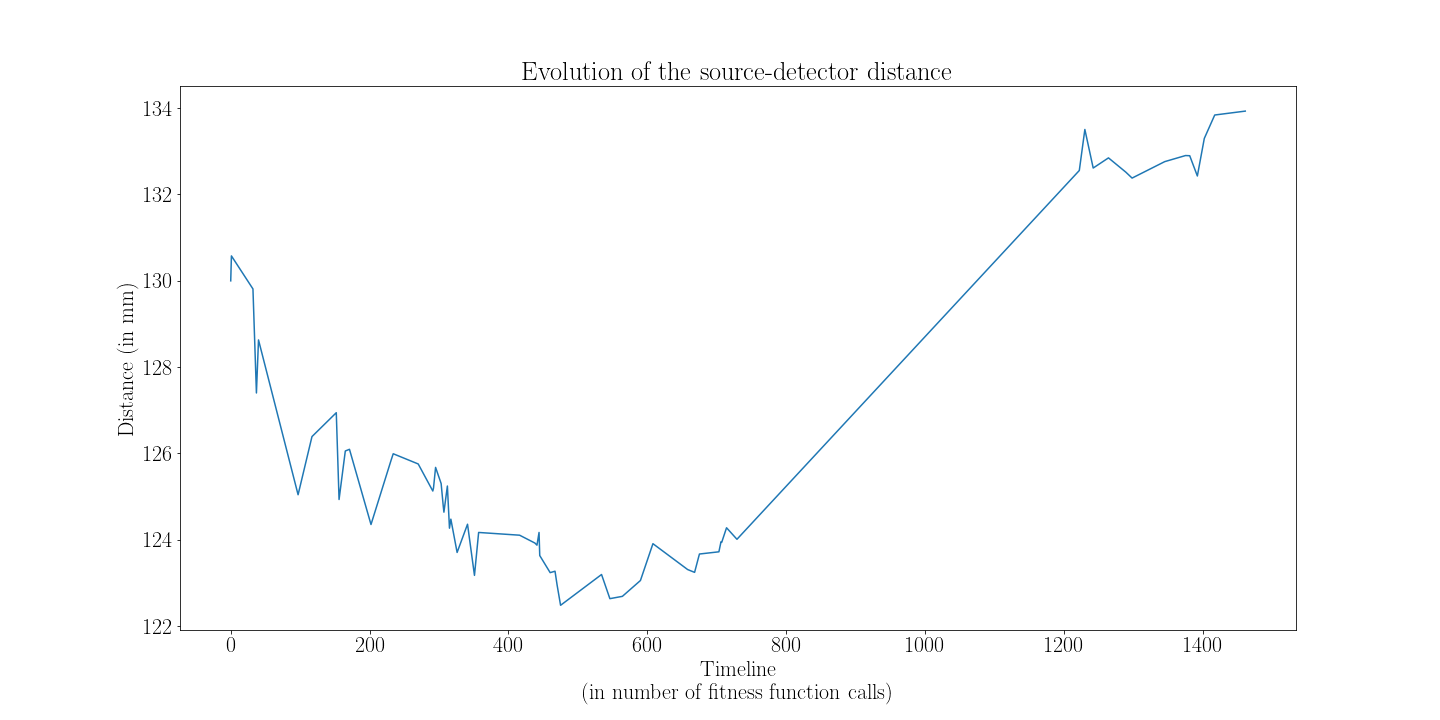 Evolution of the source-detector distance
134
132
130
128
126
124
122
Distance (in mm)
0 200 400 600 800 1000 1200 1400
Timeline
(in number of fitness function calls)